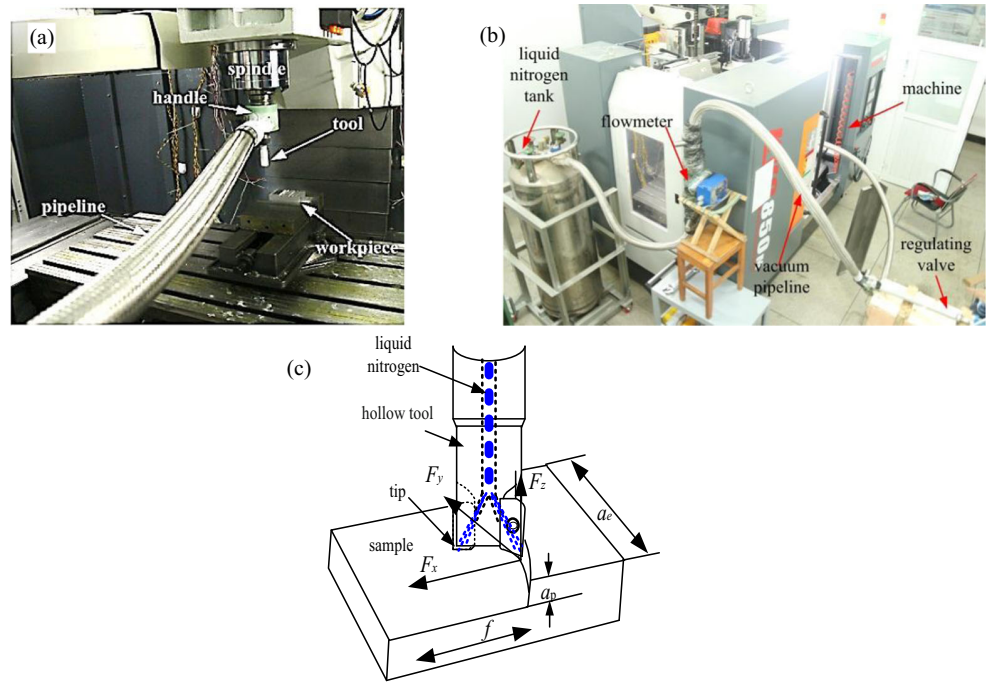 (a)
spindle
handle
tool
pipeline
workpiece
(b)
liquid
nitrogen
tank
flowmeter
machine
850
vacuum
pipeline
regulating
valve
(c)
liquid
nitrogen
hollow tool
Fy
Fz
tip
ae
sample
Fx
ap
f